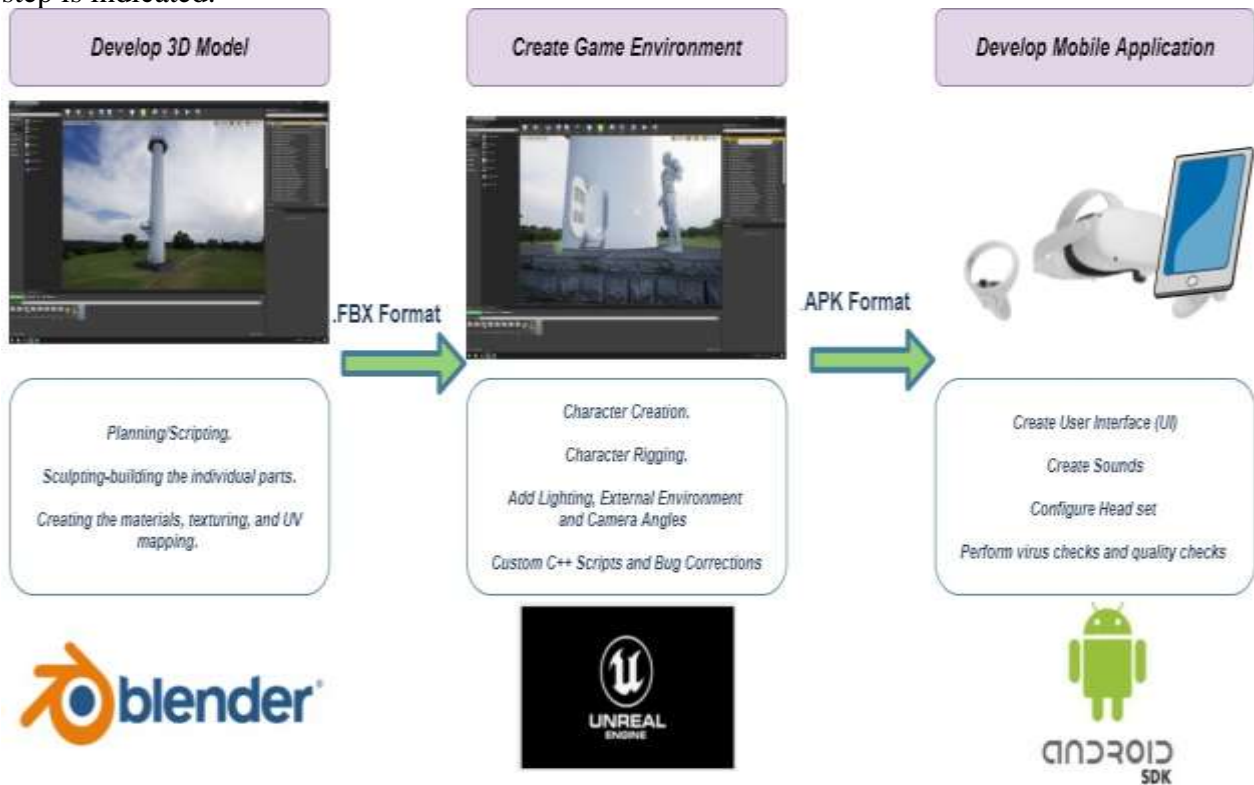 step is indicated.
Develop 3D Model
Create Game Environment
Develop Mobile Application
.FBX Format
.APK Format
Planning/Scripting.
Sculpting-building the individual parts.
Creating the materials, texturing, and UV
mapping.
Character Creation.
Character Rigging.
Add Lighting, External Environment
and Camera Angles
Custom C++ Scripts and Bug Corrections
Create User Interface (UI)
Create Sounds
Configure Head set
Perform virus checks and quality checks
blender
UNREAL
ENGINE
ANDROID
SDK